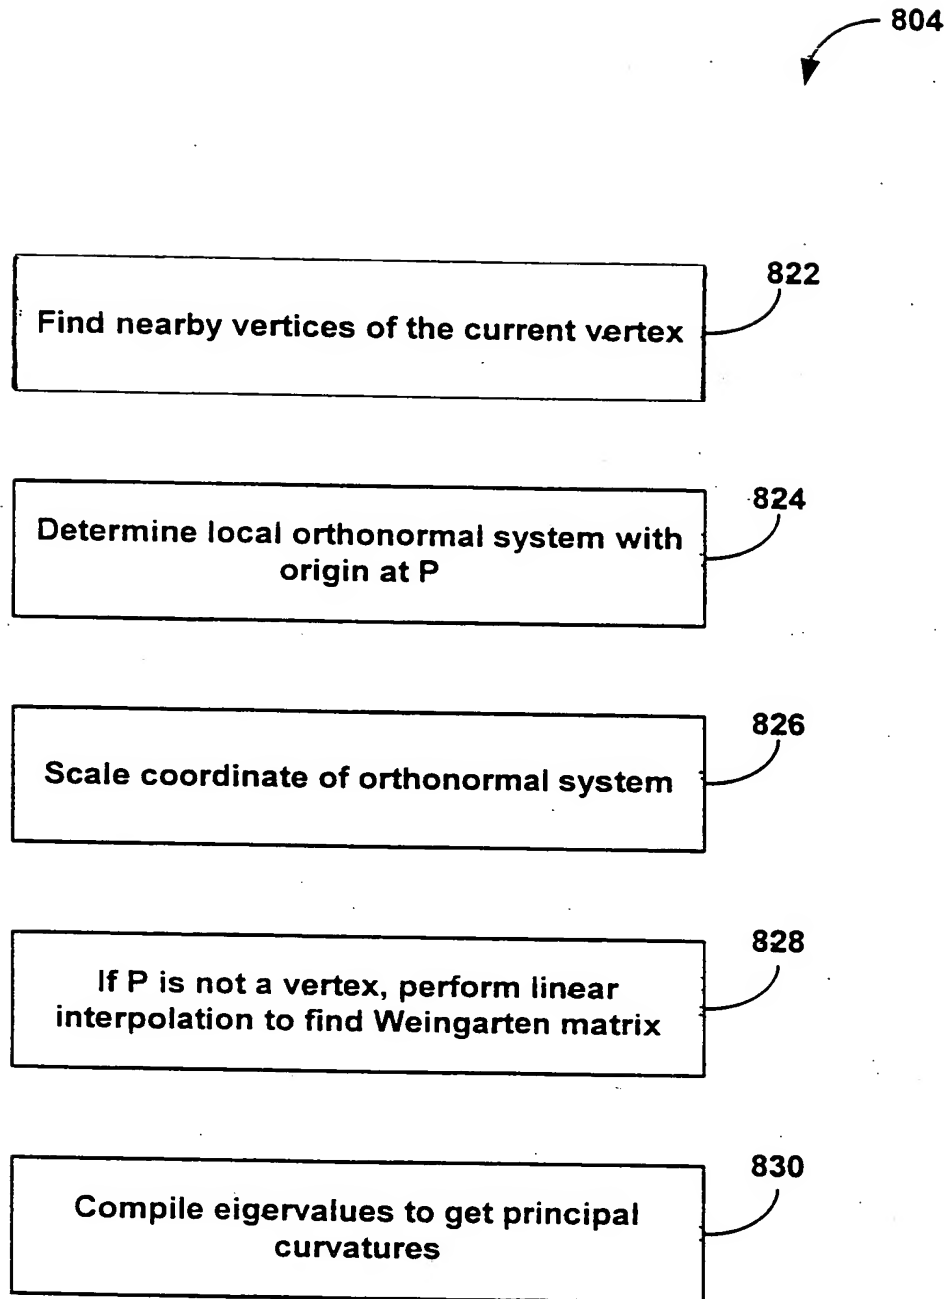 804
822
Find nearby vertices of the current vertex
824
Determine local orthonormal system with
origin at P
826
Scale coordinate of orthonormal system
828
If P is not a vertex, perform linear
interpolation to find Weingarten matrix
830
Compile eigervalues to get principal
curvatures